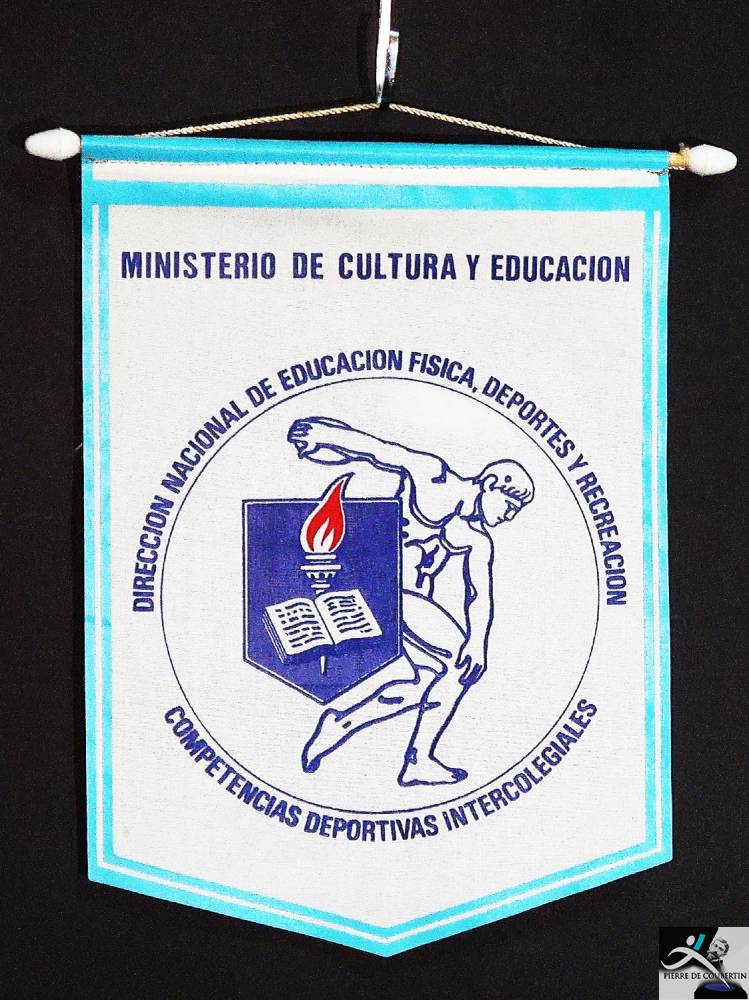 MINISTERIO DE CULTURA Y EDUCACION
DIRECCION NACIONAL DE EDUCACION FISICA, DEPORTES Y RECREACION
COMPETENCIAS DEPORTIVAS INTERCOLEGIALES
PIERRE DE COUBERTIN